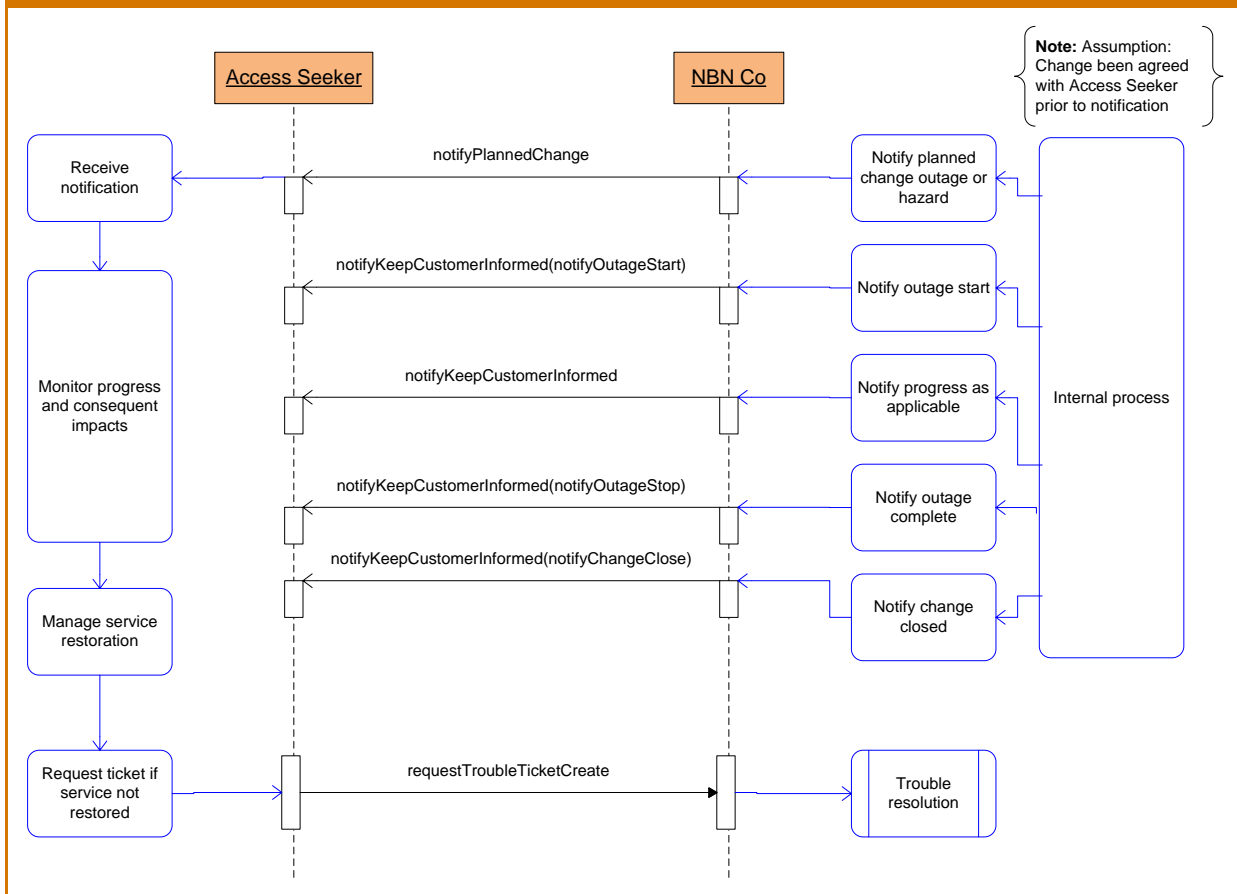 Note: Assumption:
Change been agreed
with Access Seeker
prior to notification
Access Seeker
NBN Co
Receive
notification
notifyPlannedChange
Notify planned
change outage or
hazard
notifyKeepCustomerInformed(notifyOutageStart)
Notify outage start
Monitor progress
and consequent
impacts
notifyKeepCustomerInformed
Notify progress as
applicable
Internal process
notifyKeepCustomerInformed(notifyOutageStop)
Notify outage
complete
notifyKeepCustomerInformed(notifyChangeClose)
Manage service
restoration
Notify change
closed
Request ticket if
service not
restored
requestTroubleTicketCreate
Trouble
resolution